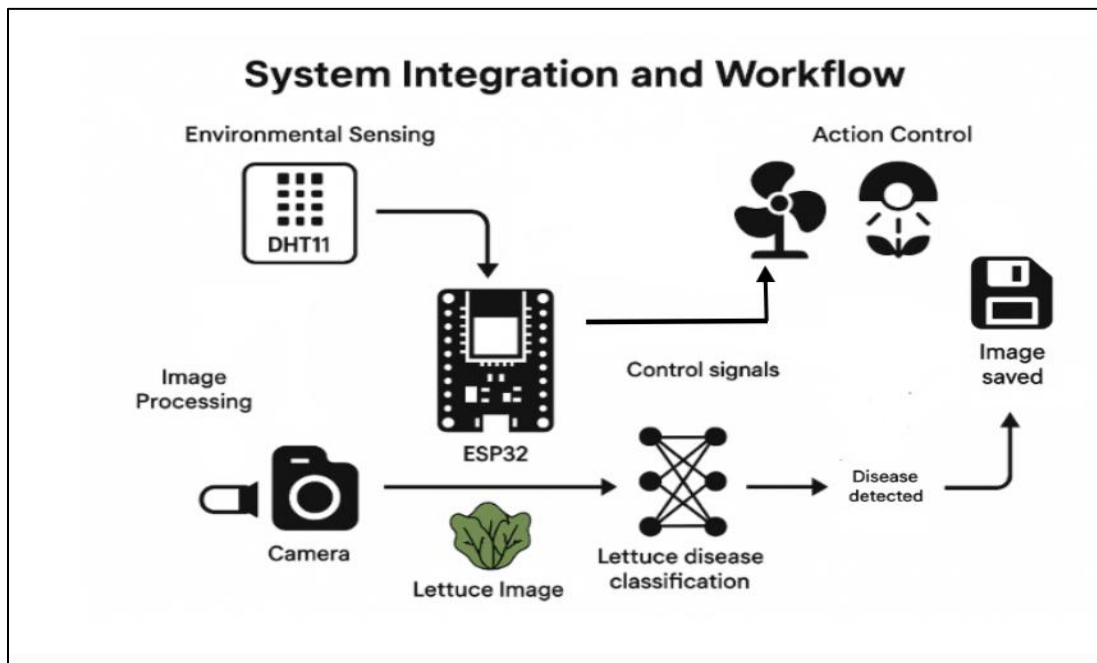 System Integration and Workflow
Environmental Sensing
Action Control
DHT11
Image
saved
Control signals
Image
Processing
ESP32
Disease
detected
Camera
Lettuce Image
Lettuce disease
classification